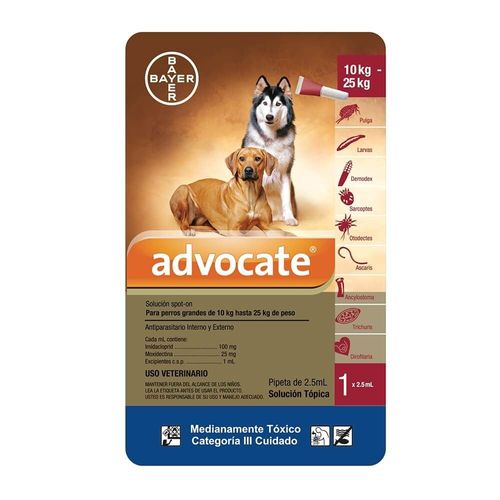 BAYER
BAYER
10 kg -
25 kg
Pulga
Larvas
Demodex
Sarcoptes
Otodectes
Ascaris
Ancylostoma
Trichuris
Dirofilaria
advocate®
Solución spot-on
Para perros grandes de 10 kg hasta 25 kg de peso
Antiparasitario Interno y Externo
Cada mL contiene:
Imidacloprid 100 mg
Moxidectina 25 mg
Excipientes c.s.p. 1 mL
USO VETERINARIO
MANTENER FUERA DEL ALCANCE DE LOS NIÑOS.
LEA LA ETIQUETA ANTES DE USAR EL PRODUCTO.
USTED ES RESPONSABLE DE SU USO Y MANEJO ADECUADO.
Pipeta de 2.5mL
Solución Tópica
1 x 2.5 mL
Medianamente Tóxico
Categoría III Cuidado